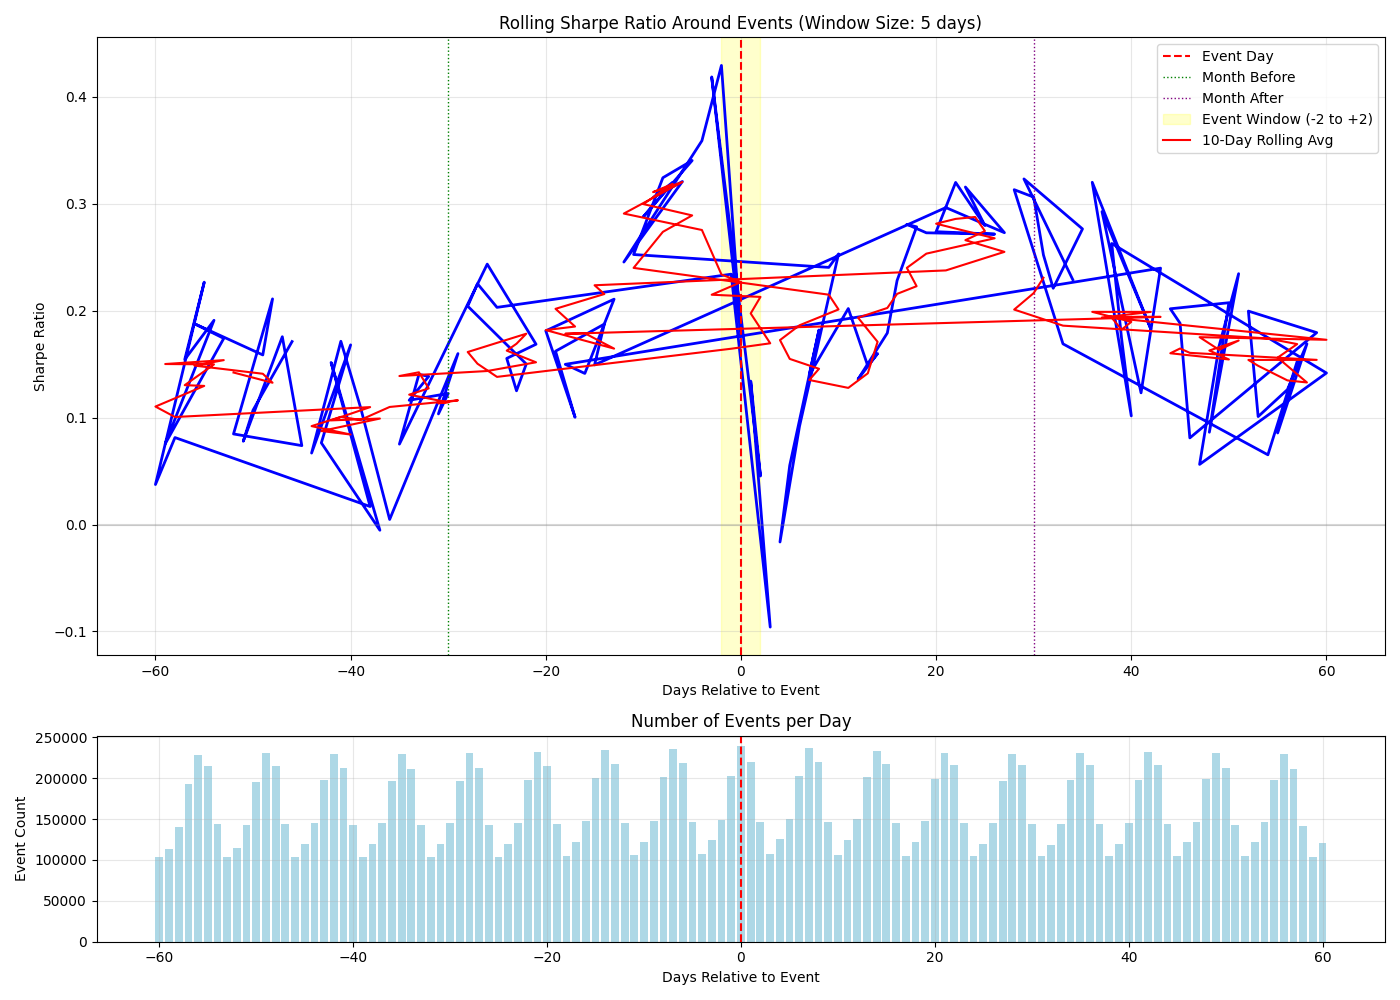 Rolling Sharpe Ratio Around Events (Window Size: 5 days)
Event Day
Month Before
Month After
Event Window (-2 to +2)
10-Day Rolling Avg
Sharpe Ratio
0.4
0.3
0.2
0.1
0.0
−0.1
−60 −40 −20 0 20 40 60
Days Relative to Event
Number of Events per Day
Event Count
250000
200000
150000
100000
50000
0
−60 −40 −20 0 20 40 60
Days Relative to Event